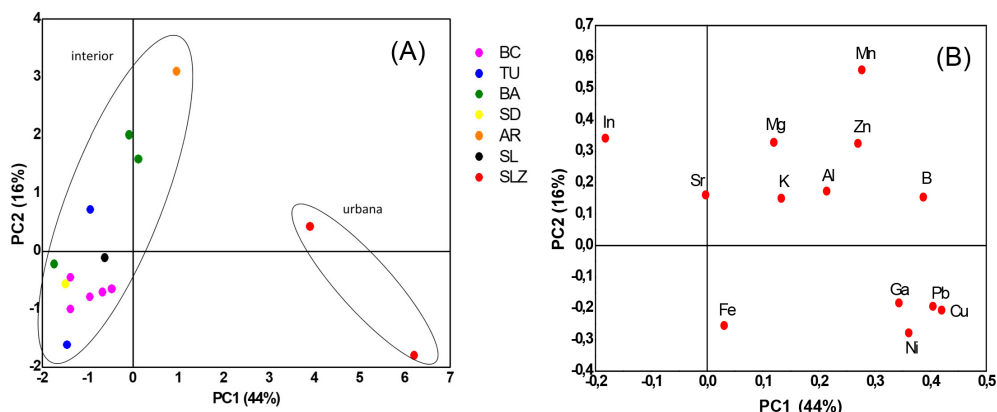 (A)
interior
urbana
PC2 (16%)
4
3
2
1
0
-1
-2
-2
-1
0
1
2
3
4
5
6
7
PC1 (44%)
BC
TU
BA
SD
AR
SL
SLZ
(B)
PC2 (16%)
0,7
0,6
0,5
0,4
0,3
0,2
0,1
0,0
-0,1
-0,2
-0,3
-0,4
Mn
In
Mg
Zn
Sr
K
Al
B
Fe
Ga
Pb
Cu
Ni
-0,2
-0,1
0,0
0,1
0,2
0,3
0,4
0,5
PC1 (44%)